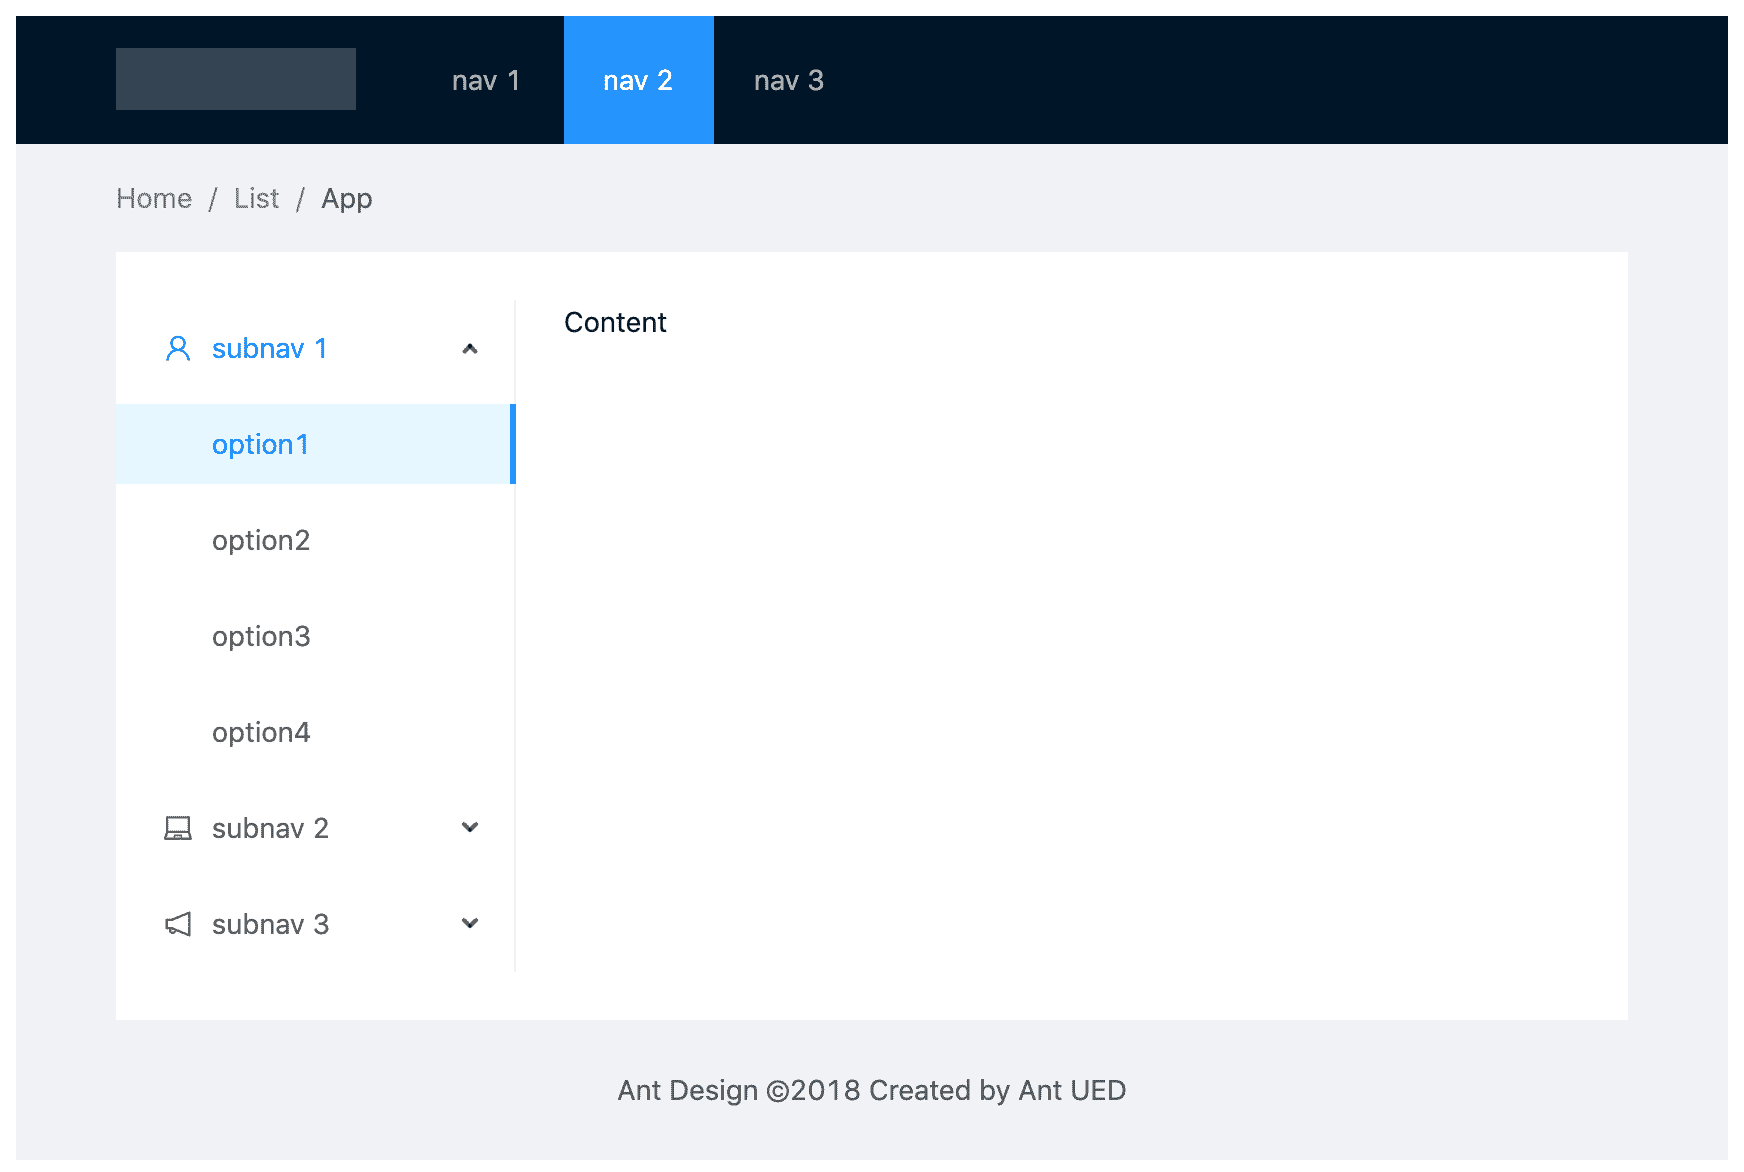 nav 1 nav 2 nav 3
Home / List / App
Content
subnav 1
option1
option2
option3
option4
subnav 2
subnav 3
Ant Design ©2018 Created by Ant UED